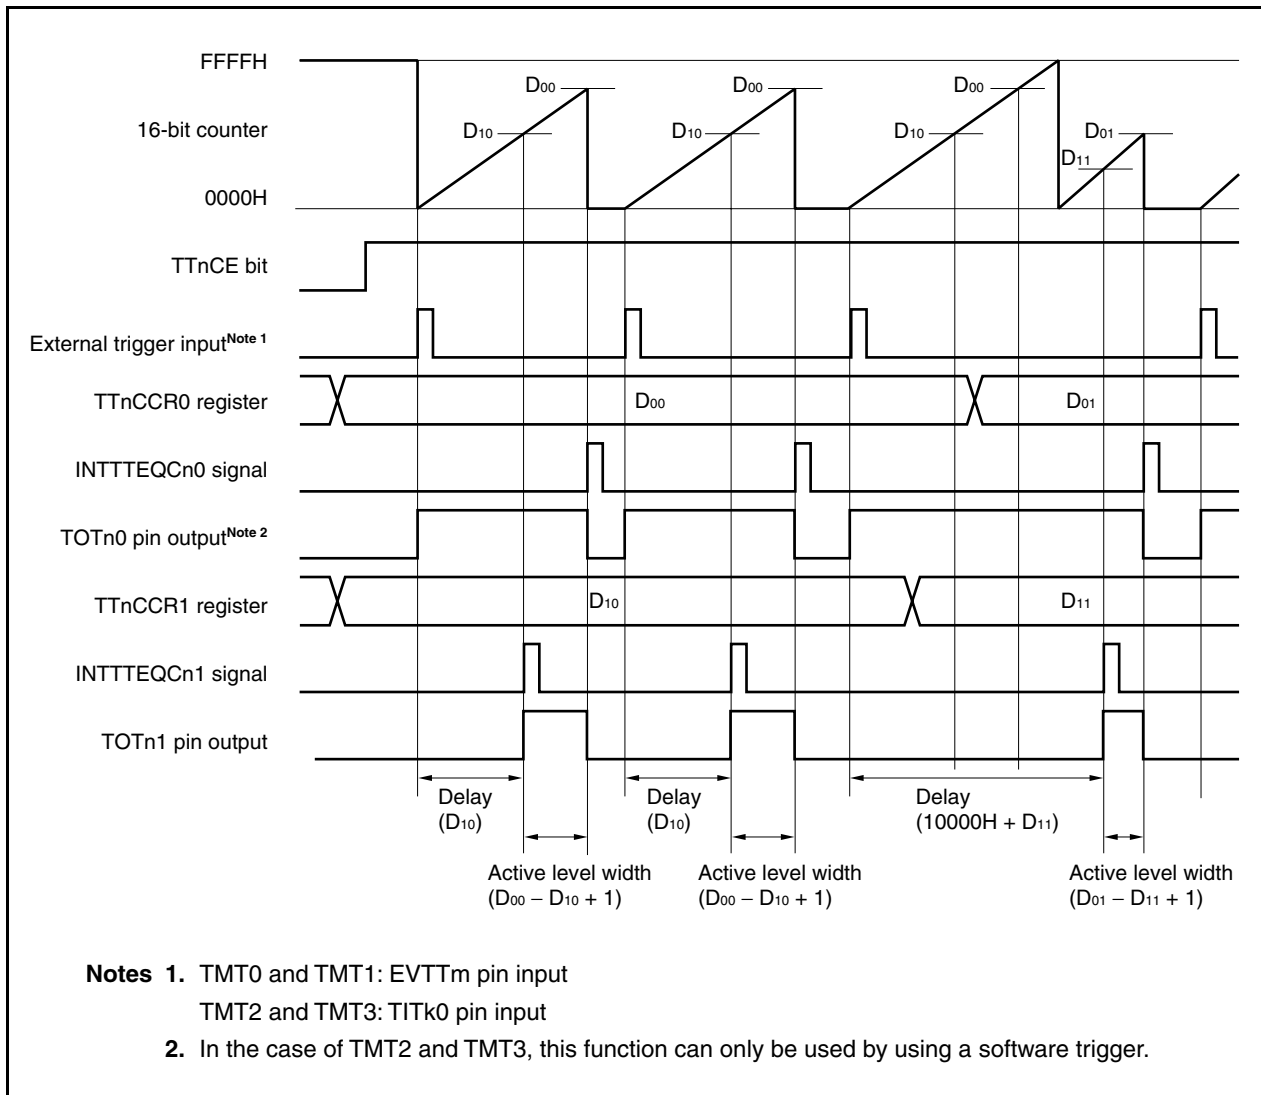 FFFFH
D00
D00
D00
16-bit counter
D10
D10
D10
D01
D11
0000H
TTnCE bit
External trigger input Note 1
TTnCCR0 register
D00
D01
INTTTEQCn0 signal
TOTn0 pin output Note 2
TTnCCR1 register
D10
D11
INTTTEQCn1 signal
TOTn1 pin output
Delay
(D10)
Delay
(D10)
Delay
(10000H + D11)
Active level width
(D00 − D10 + 1)
Active level width
(D00 − D10 + 1)
Active level width
(D01 − D11 + 1)
Notes 1. TMT0 and TMT1: EVTTm pin input
TMT2 and TMT3: TITk0 pin input
2. In the case of TMT2 and TMT3, this function can only be used by using a software trigger.